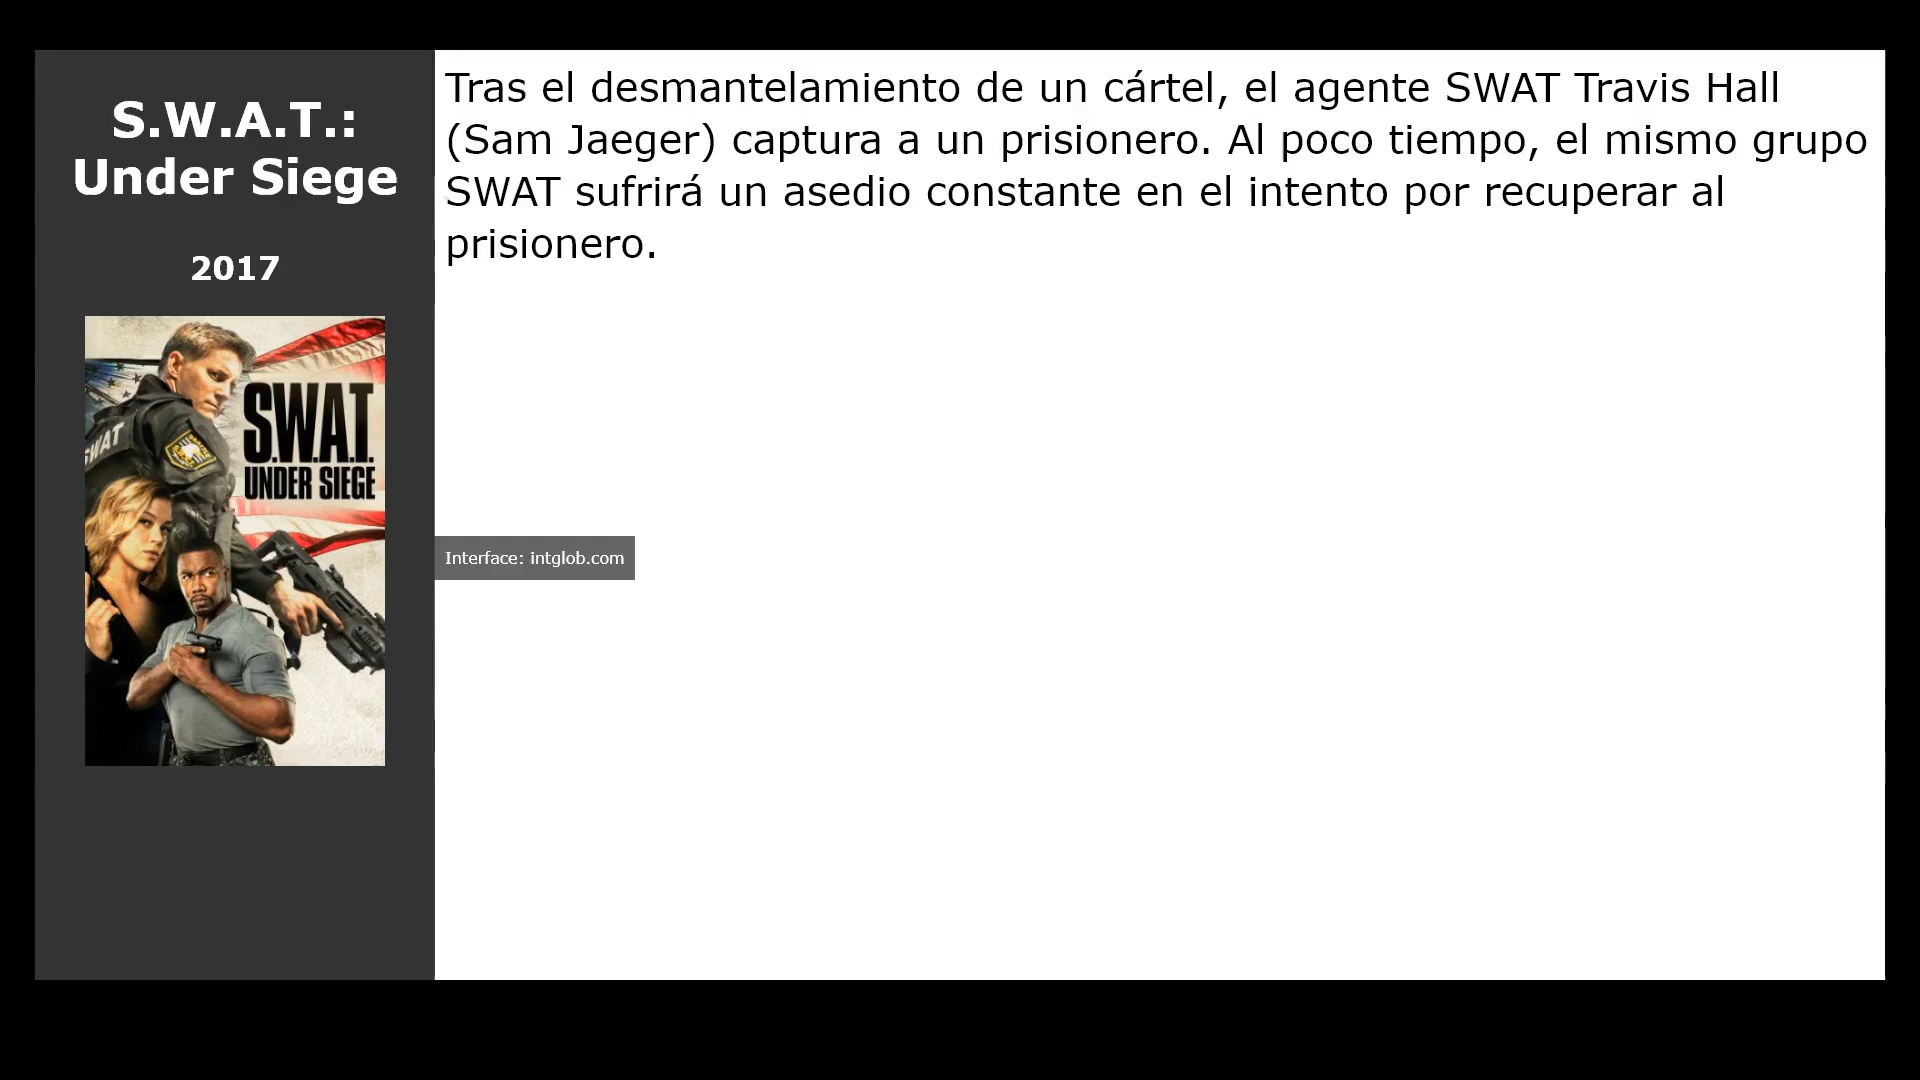 S.W.A.T.:
Under Siege
2017
SWAT
S.W.A.T.
UNDER SIEGE
Tras el desmantelamiento de un cártel, el agente SWAT Travis Hall
(Sam Jaeger) captura a un prisionero. Al poco tiempo, el mismo grupo
SWAT sufrirá un asedio constante en el intento por recuperar al
prisionero.
Interface: intglob.com